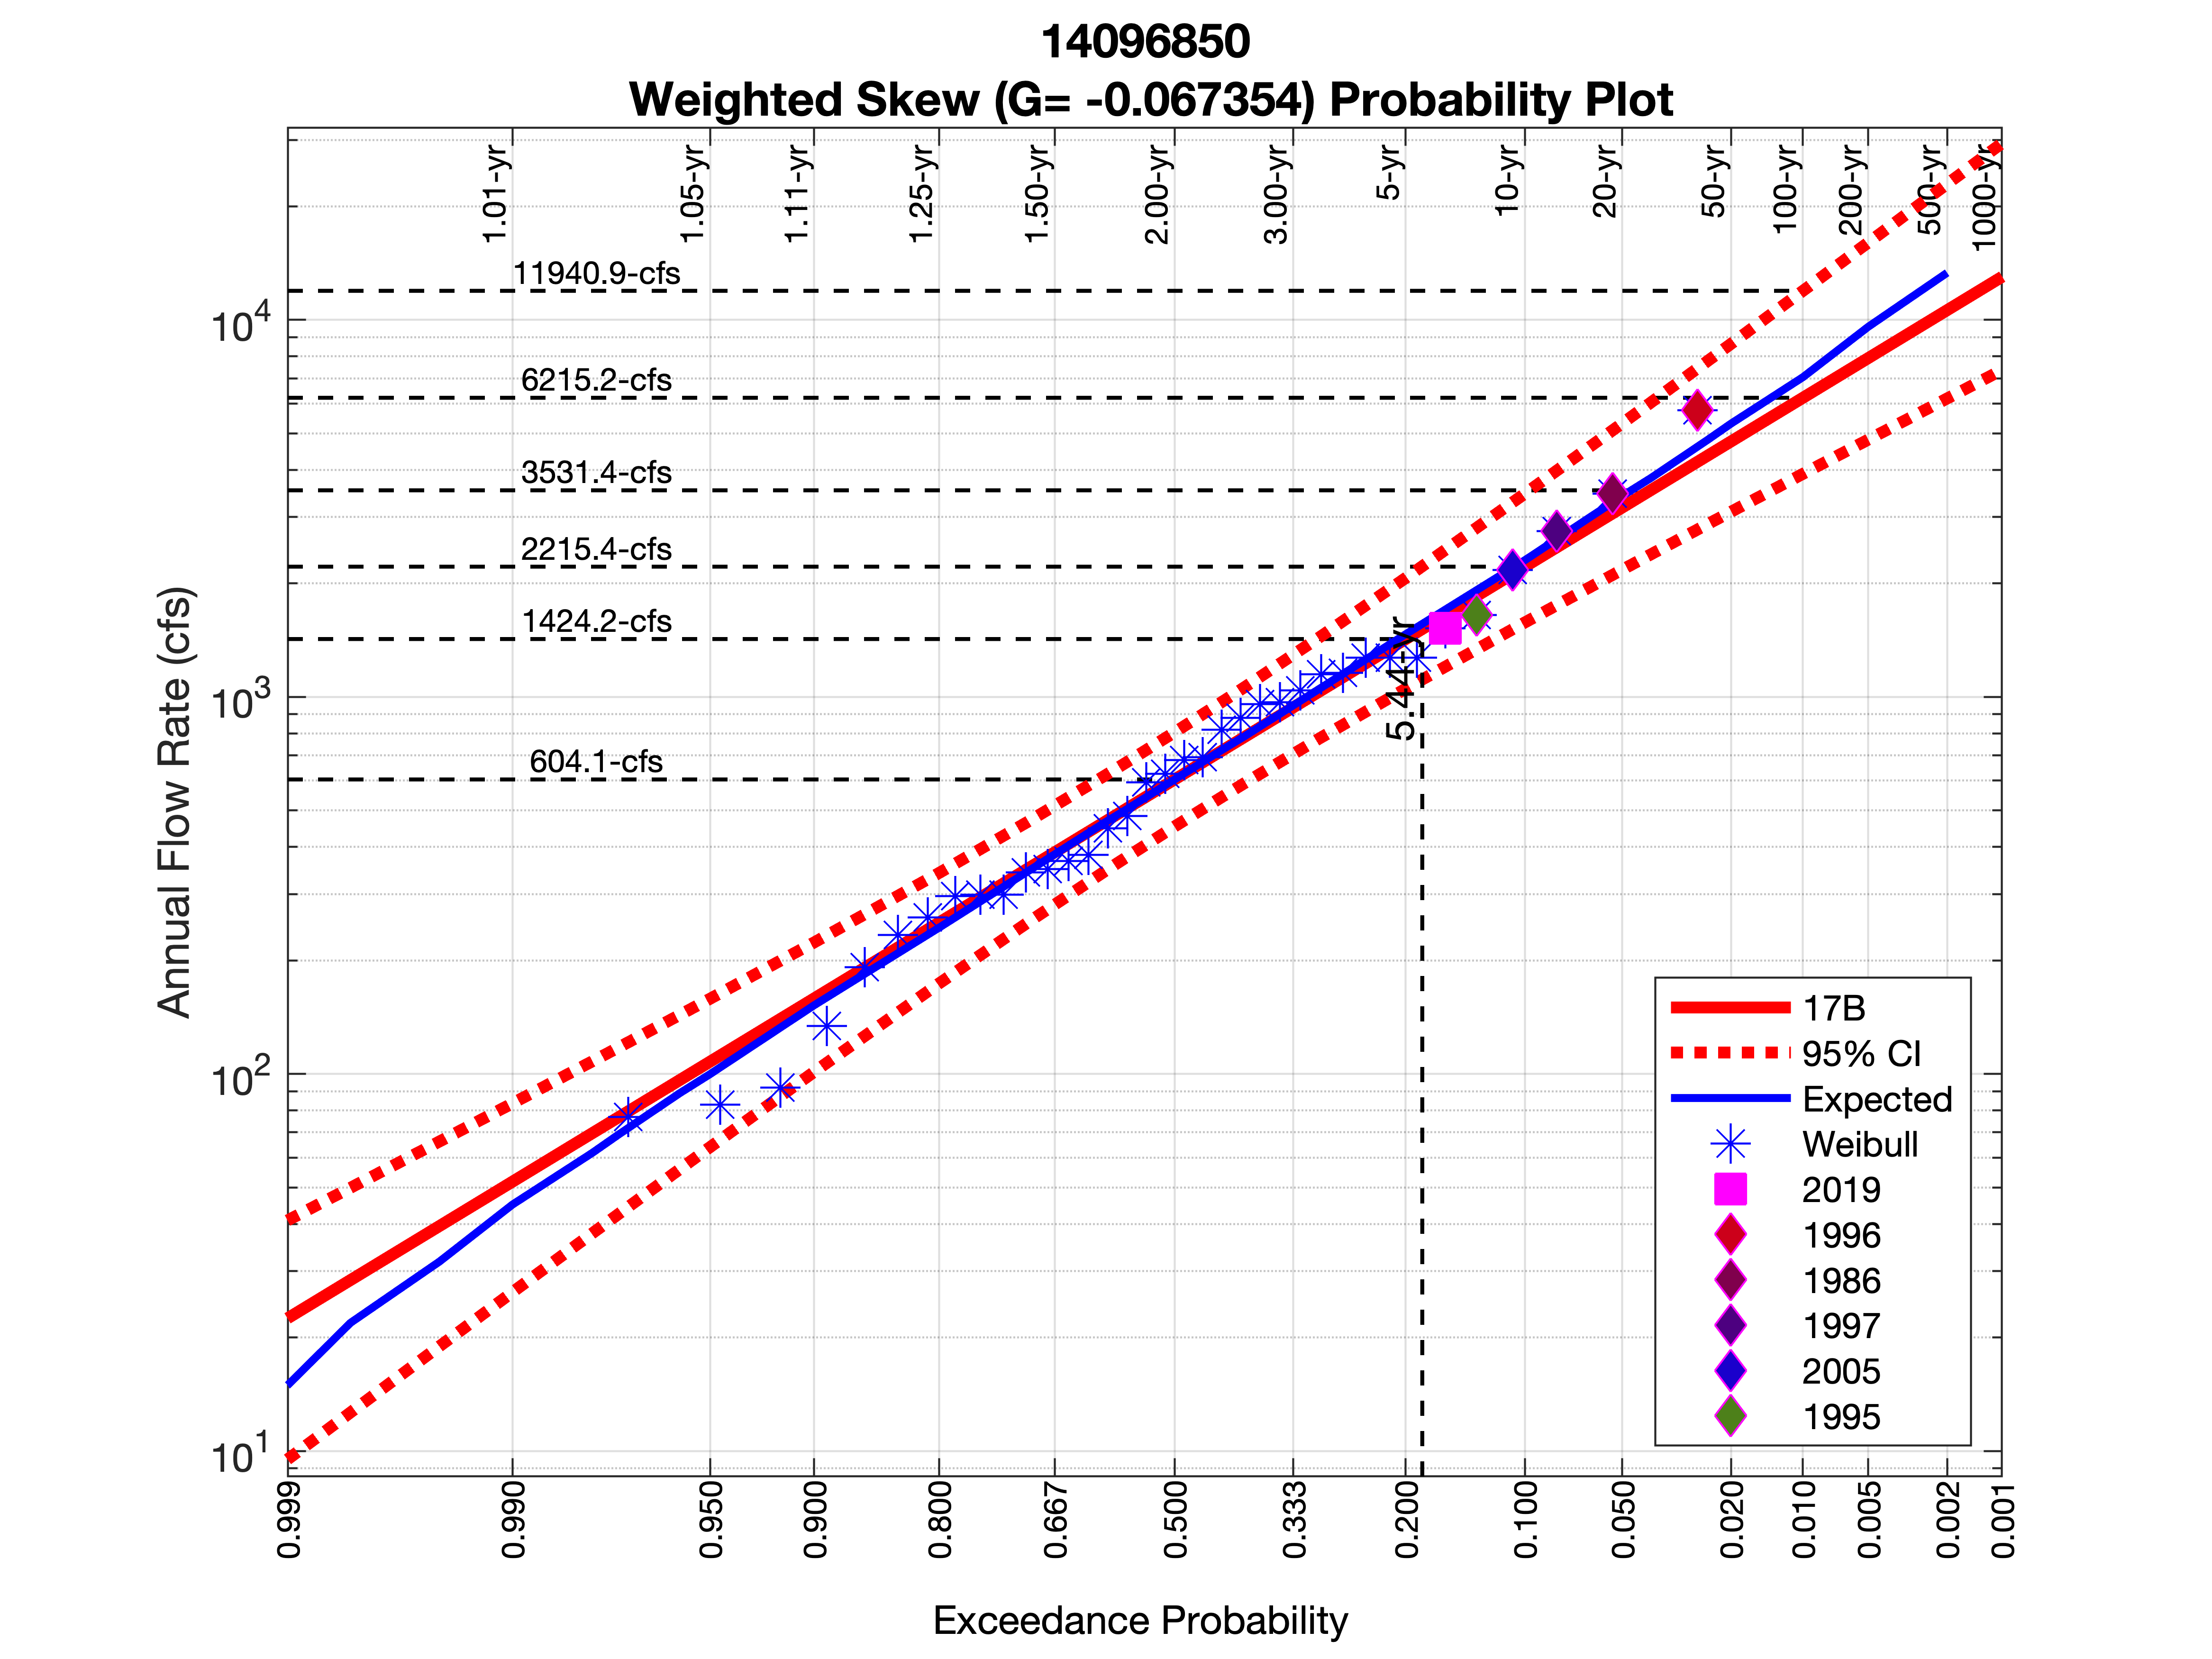 14096850
Weighted Skew (G= -0.067354) Probability Plot
1.01-yr
1.05-yr
1.11-yr
1.25-yr
1.50-yr
2.00-yr
3.00-yr
5-yr
10-yr
20-yr
50-yr
100-yr
200-yr
500-yr
1000-yr
11940.9-cfs
6215.2-cfs
3531.4-cfs
2215.4-cfs
1424.2-cfs
604.1-cfs
5.44-yr
Annual Flow Rate (cfs)
10^4
10^3
10^2
10^1
17B
95% CI
Expected
Weibull
2019
1996
1986
1997
2005
1995
0.999
0.990
0.950
0.900
0.800
0.667
0.500
0.333
0.200
0.100
0.050
0.020
0.010
0.005
0.002
0.001
Exceedance Probability